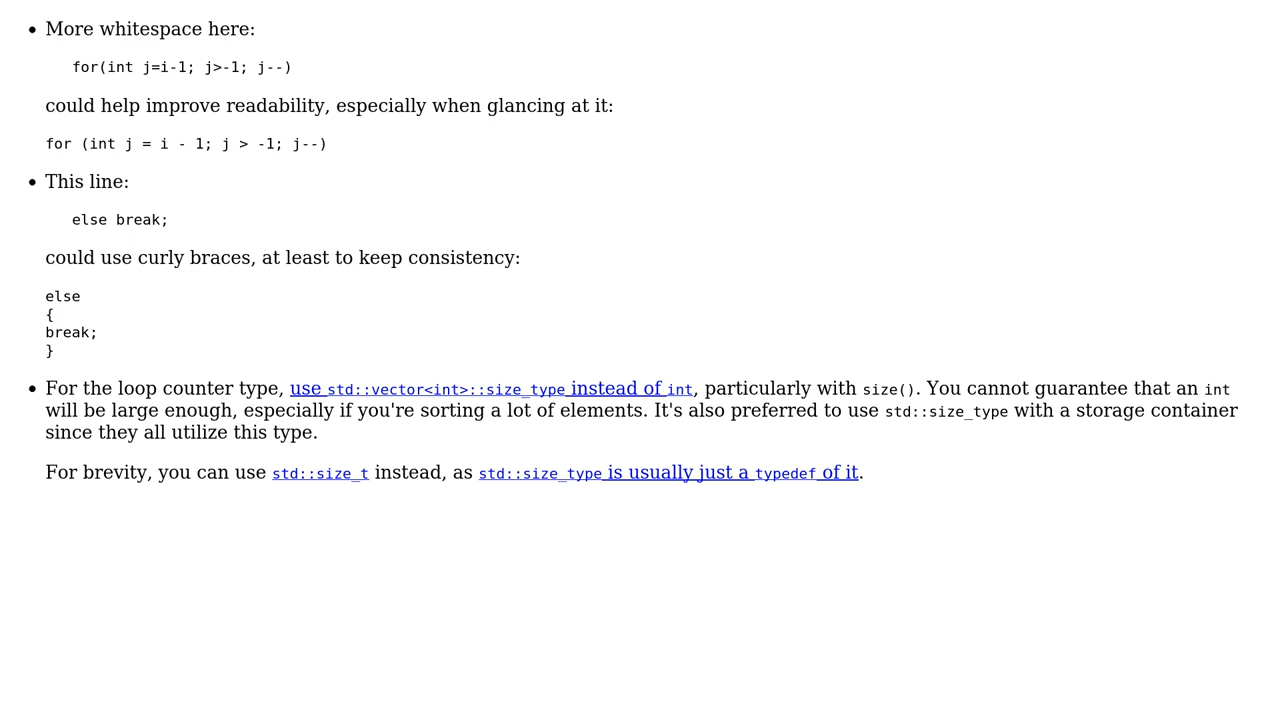 • More whitespace here:
for(int j=i-1; j>-1; j--)
could help improve readability, especially when glancing at it:
for (int j = i - 1; j > -1; j--)
• This line:
else break;
could use curly braces, at least to keep consistency:
else
{
break;
}
• For the loop counter type, use std::vector<int>::size_type instead of int, particularly with size(). You cannot guarantee that an int
will be large enough, especially if you're sorting a lot of elements. It's also preferred to use std::size_type with a storage container
since they all utilize this type.
For brevity, you can use std::size_t instead, as std::size_type is usually just a typedef of it.